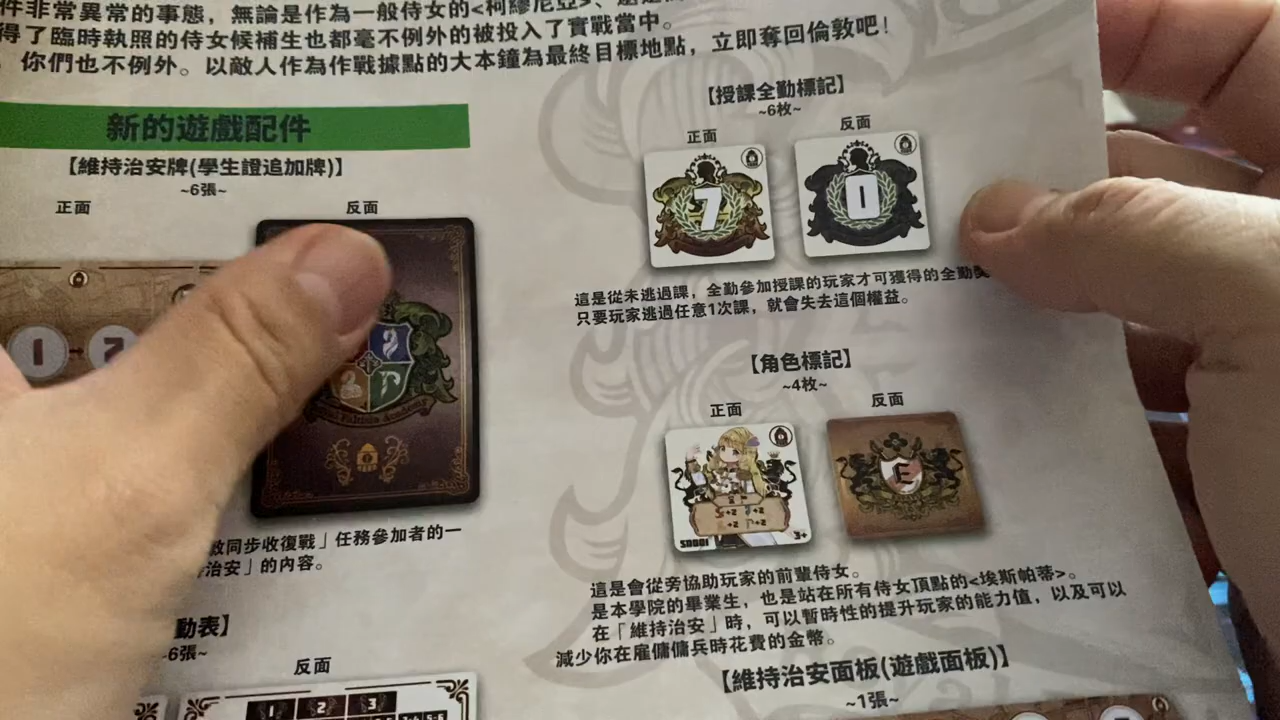 件非常異常的事態，無論是作為一般侍女的<柯繆尼亞>、
得了臨時執照的侍女候補生也都毫不例外的被投入了實戰當中。
你們也不例外。以敵人作為作戰據點的大本鐘為最終目標地點，立即奪回倫敦吧！
新的遊戲配件
【維持治安牌(學生證追加牌)】
~6張~
正面
反面
1
2
同步收復戰」任務參加者的一
治安」的內容。
動表】
~6張~
反面
1 2 3
【授課全勤標記】
~6枚~
正面
反面
7
0
這是從未逃過課，全勤參加授課的玩家才可獲得的全勤
只要玩家逃過任意1次課，就會失去這個權益。
【角色標記】
~4枚~
正面
反面
3+
E
這是會從旁協助玩家的前輩侍女。
是本學院的畢業生，也是站在所有侍女頂點的<埃斯帕蒂>。
在「維持治安」時，可以暫時性的提升玩家的能力值，以及可以
減少你在雇傭傭兵時花費的金幣。
【維持治安面板(遊戲面板)】
~1張~